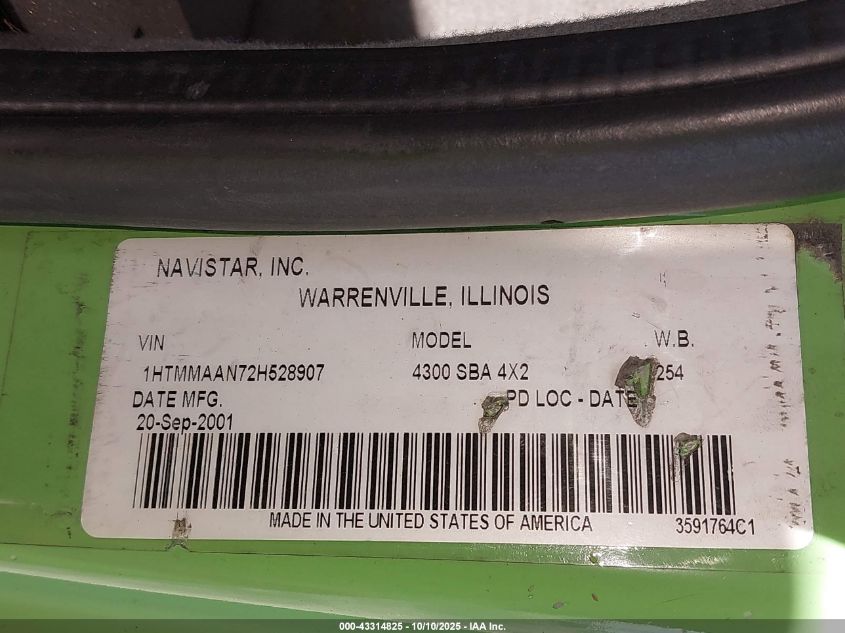 NAVISTAR, INC.
WARRENVILLE, ILLINOIS
VIN MODEL W.B.
1HTMMAAN72H528907 4300 SBA 4X2 254
DATE MFG. PD LOC - DATE
20-Sep-2001
MADE IN THE UNITED STATES OF AMERICA 3591764C1
000-43314825 - 10/10/2025 - IAA Inc.